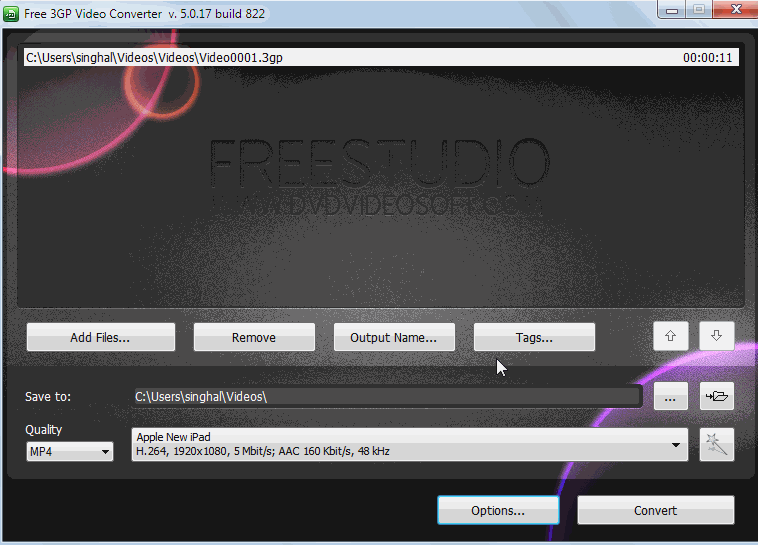 Free 3GP Video Converter v. 5.0.17 build 822
C:\Users\singhal\Videos\Videos\Video0001.3gp 00:00:11
FREESTUDIO
WWW.DVDVIDEOSOFT.COM
Add Files... Remove Output Name... Tags...
Save to: C:\Users\singhal\Videos\ ...
Quality
MP4
Apple New iPad
H.264, 1920x1080, 5 Mbit/s; AAC 160 Kbit/s, 48 kHz
Options... Convert